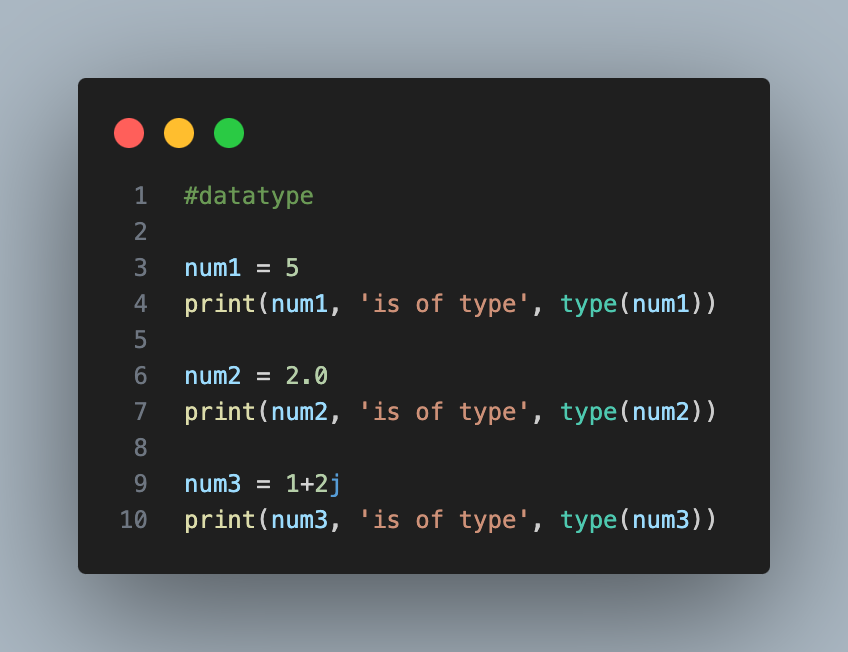 1 #datatype
2
3 num1 = 5
4 print(num1, 'is of type', type(num1))
5
6 num2 = 2.0
7 print(num2, 'is of type', type(num2))
8
9 num3 = 1+2j
10 print(num3, 'is of type', type(num3))